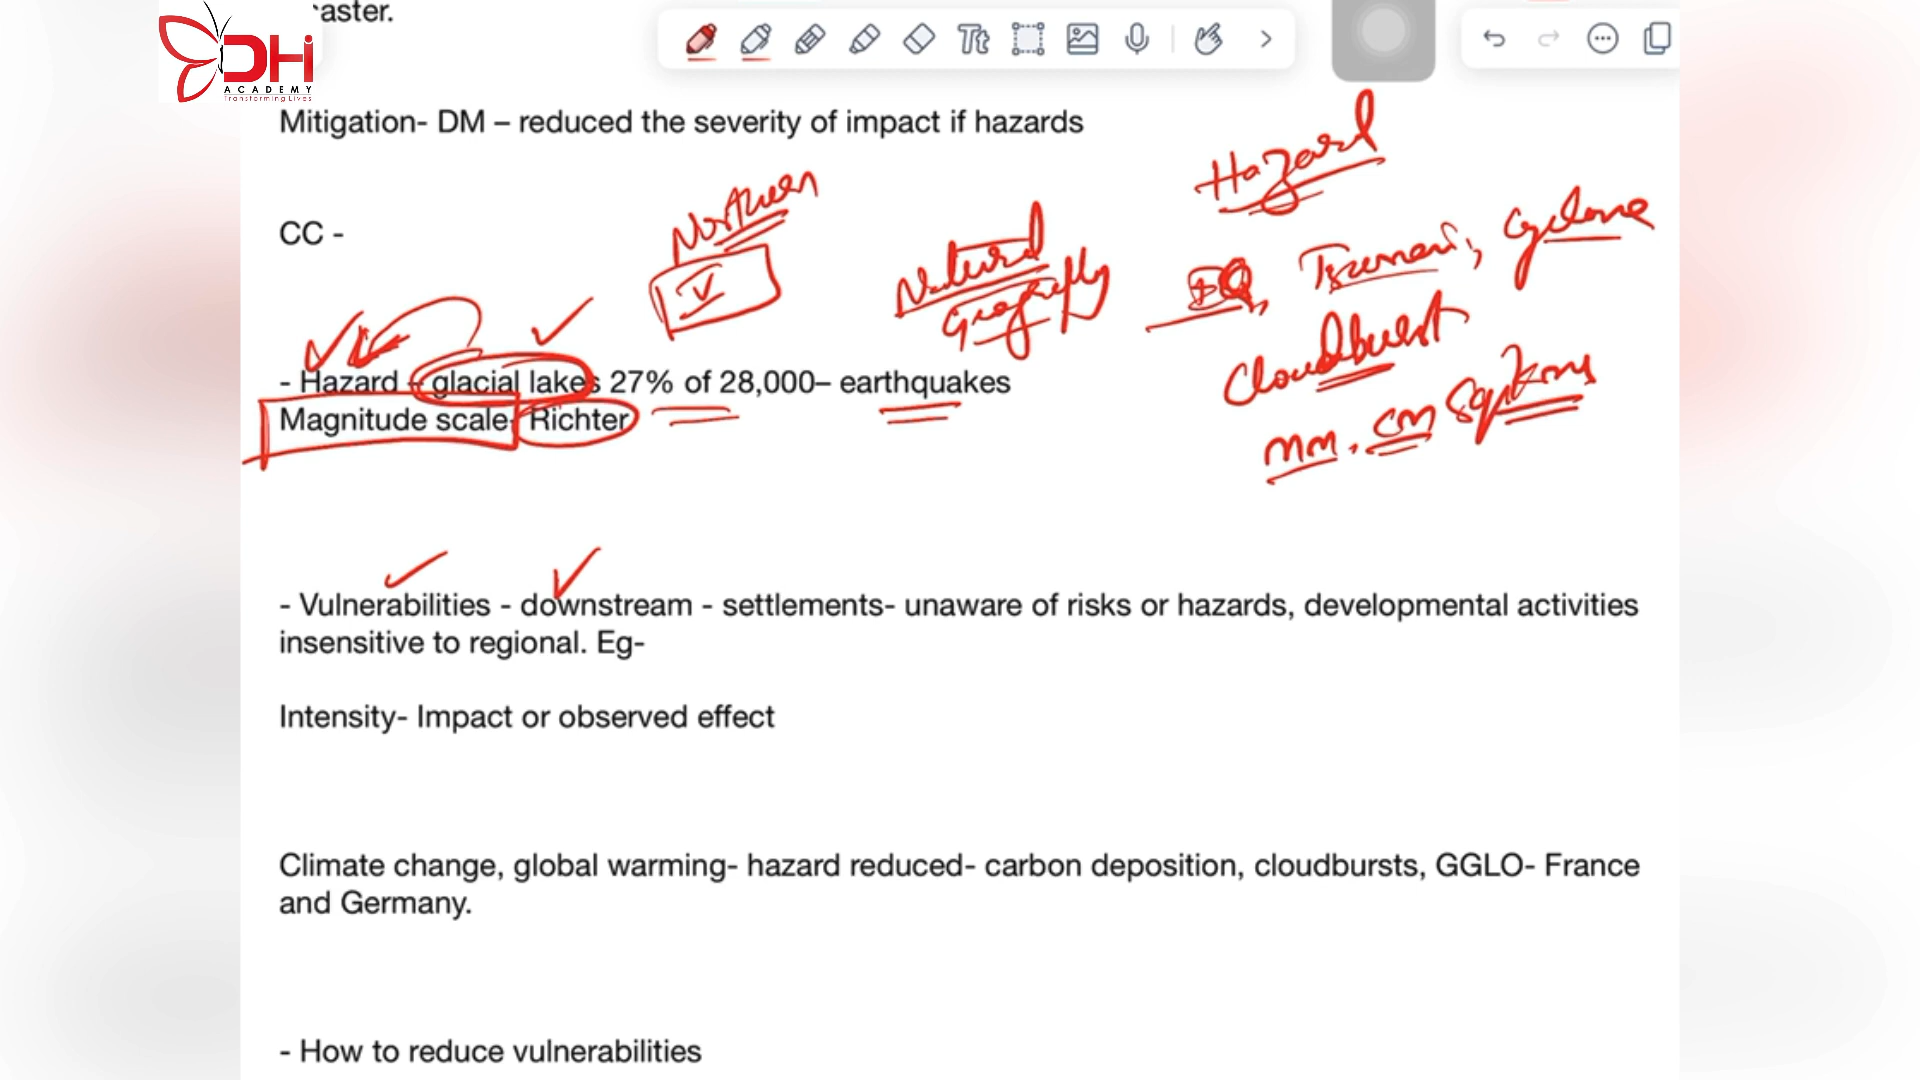 aster.
DHi
ACADEMY
Transforming Lives
Tt
Mitigation- DM – reduced the severity of impact if hazards
Hazard
Northern
CC -
Natural
Geography
EQ, Tsunami, Cyclone
V
Cloudburst
- Hazard – glacial lakes 27% of 28,000– earthquakes
Magnitude scale- Richter
mm, cm Sq kms
- Vulnerabilities - downstream - settlements- unaware of risks or hazards, developmental activities
insensitive to regional. Eg-
Intensity- Impact or observed effect
Climate change, global warming- hazard reduced- carbon deposition, cloudbursts, GGLO- France
and Germany.
- How to reduce vulnerabilities